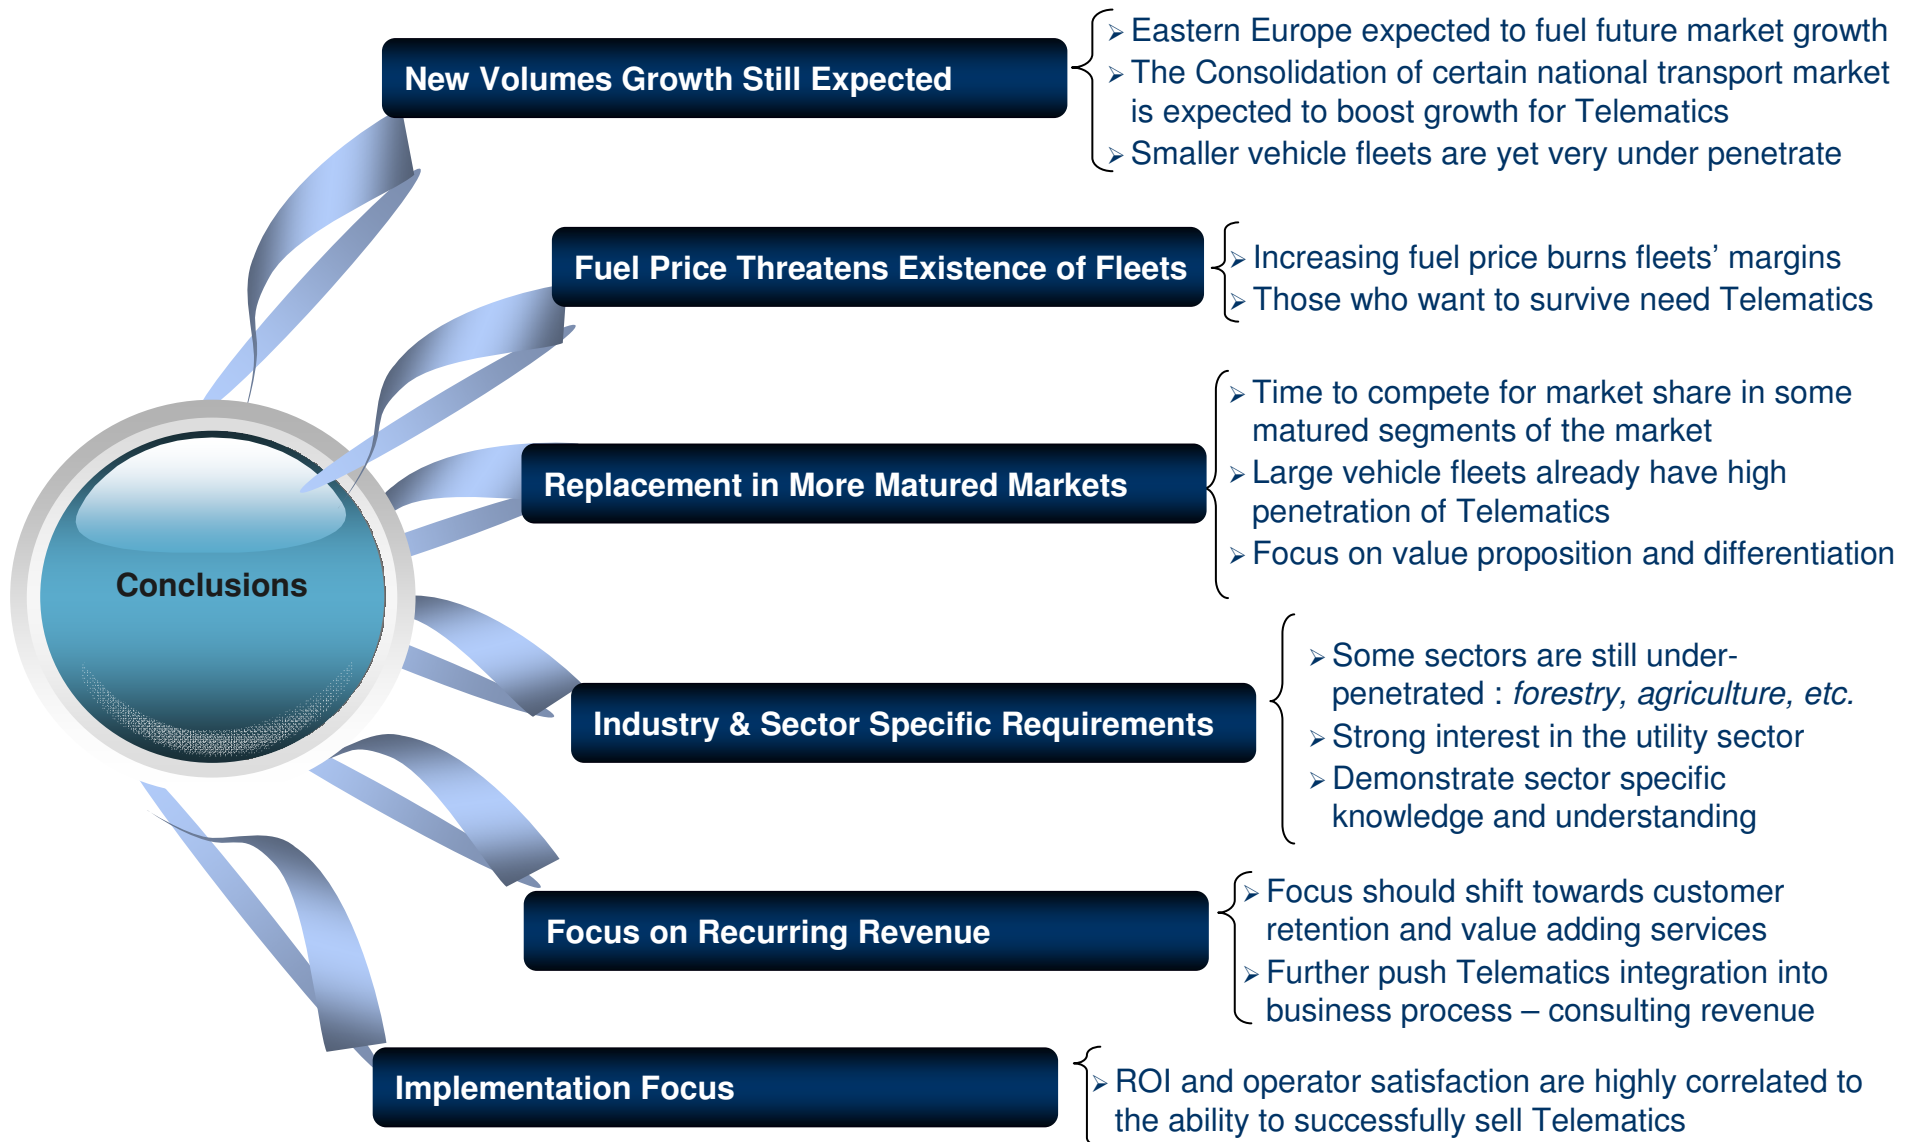 New Volumes Growth Still Expected
Eastern Europe expected to fuel future market growth
The Consolidation of certain national transport market
is expected to boost growth for Telematics
Smaller vehicle fleets are yet very under penetrate
Fuel Price Threatens Existence of Fleets
Increasing fuel price burns fleets’ margins
Those who want to survive need Telematics
Replacement in More Matured Markets
Time to compete for market share in some
matured segments of the market
Large vehicle fleets already have high
penetration of Telematics
Focus on value proposition and differentiation
Conclusions
Industry & Sector Specific Requirements
Some sectors are still under-
penetrated : forestry, agriculture, etc.
Strong interest in the utility sector
Demonstrate sector specific
knowledge and understanding
Focus on Recurring Revenue
Focus should shift towards customer
retention and value adding services
Further push Telematics integration into
business process – consulting revenue
Implementation Focus
ROI and operator satisfaction are highly correlated to
the ability to successfully sell Telematics